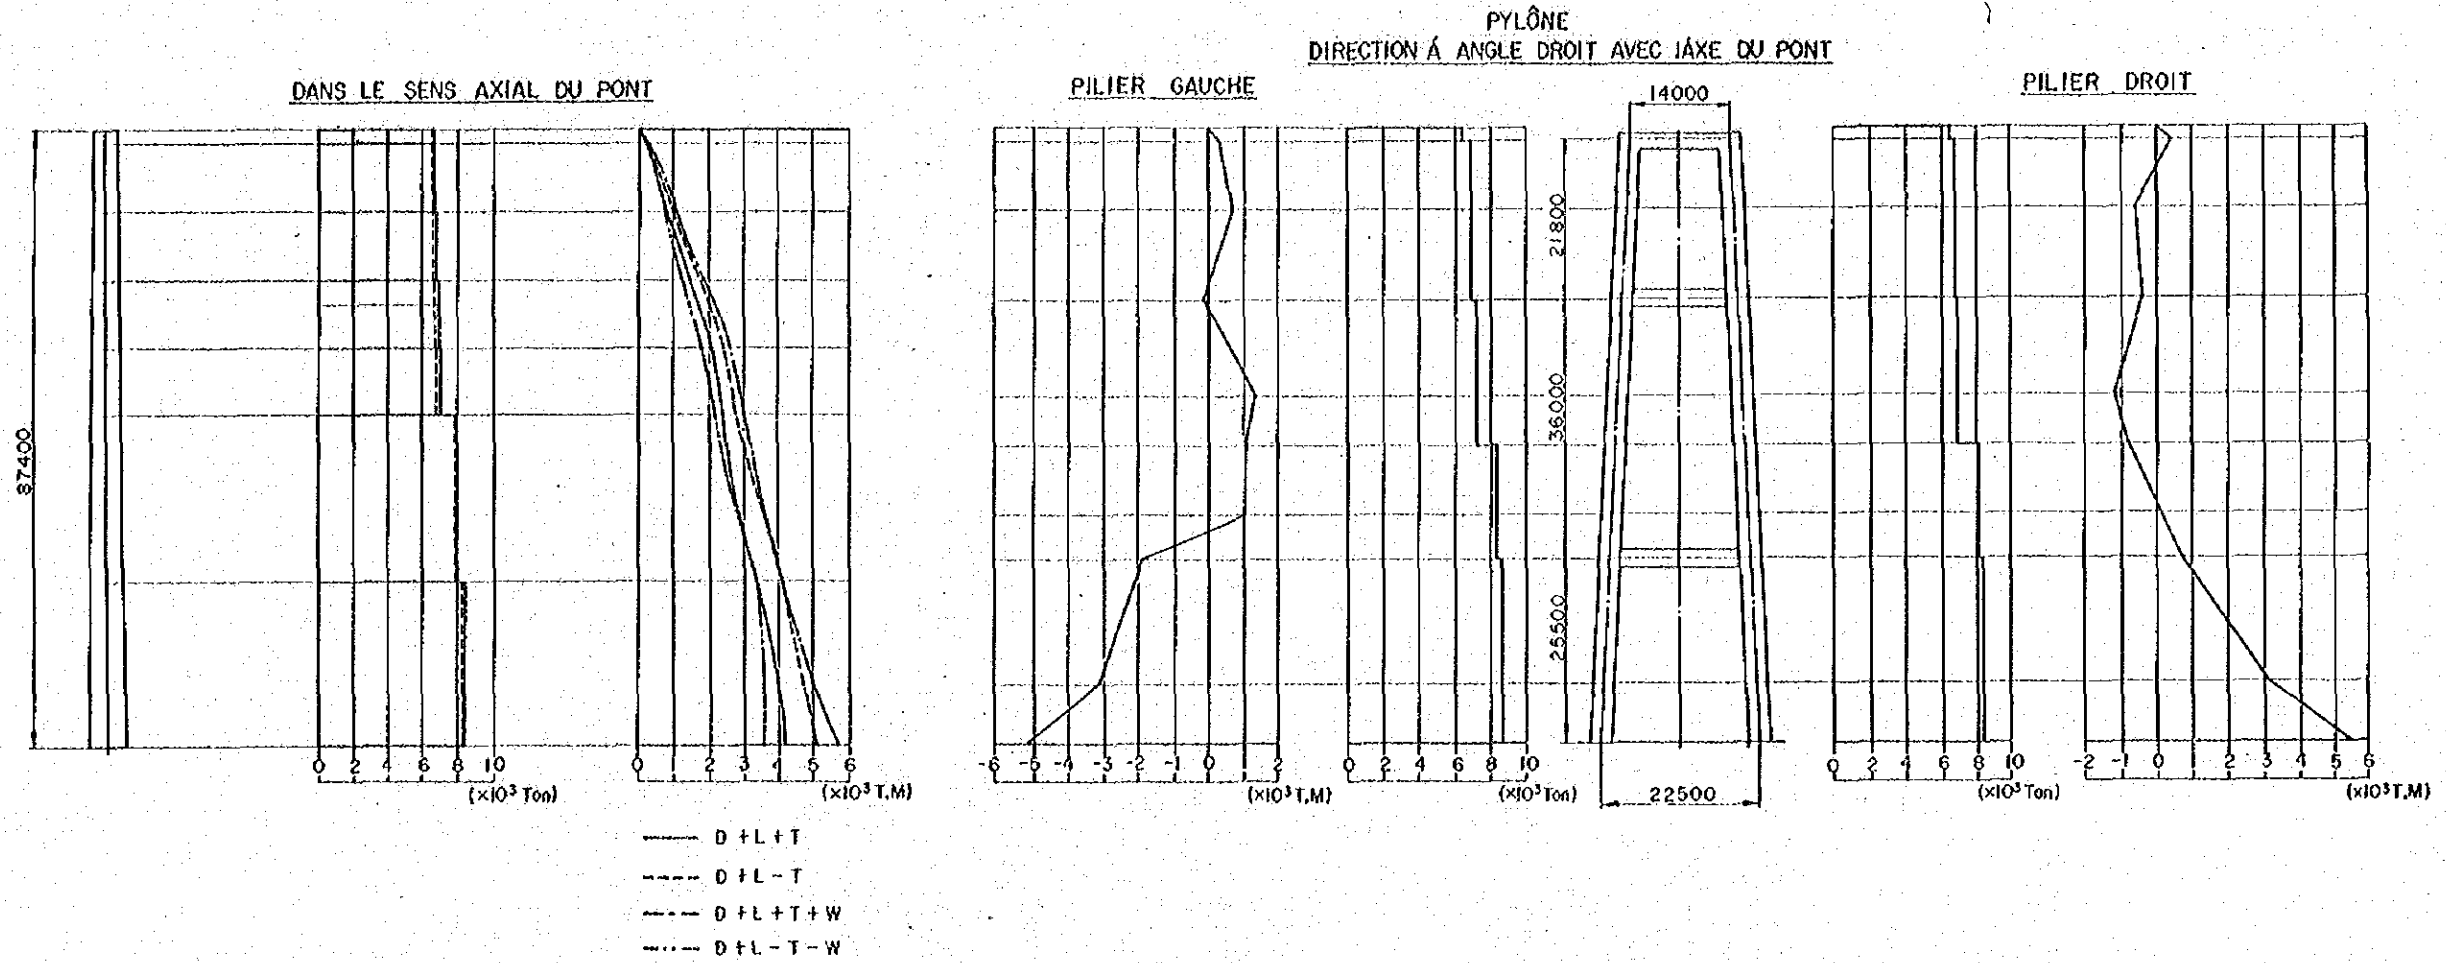 PYLÔNE
DIRECTION Á ANGLE DROIT AVEC IÁXE DU PONT
DANS LE SENS AXIAL DU PONT
PILIER GAUCHE
PILIER DROIT
14000
87400
21800
36000
25500
0 2 4 6 8 10
(×10³ Ton)
0 1 2 3 4 5 6
(×10³ T.M)
-6 -5 -4 -3 -2 -1 0 1 2
(×10³ T.M)
0 2 4 6 8 10
(×10³ Ton)
22500
0 2 4 6 8 10
(×10³ Ton)
-2 -1 0 1 2 3 4 5 6
(×10³ T.M)
D + L + T
D + L - T
D + L + T + W
D + L - T - W